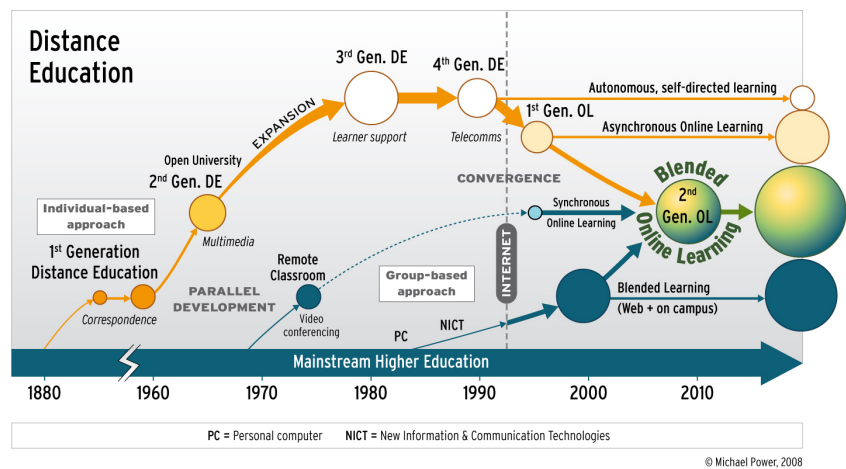 Distance
Education
3rd Gen. DE
4th Gen. DE
Autonomous, self-directed learning
1st Gen. OL
EXPANSION
Learner support
Telecomms
Asynchronous Online Learning
Open University
2nd Gen. DE
CONVERGENCE
Blended
Online Learning
2nd
Gen. OL
Individual-based
approach
Multimedia
Synchronous
Online Learning
1st Generation
Distance Education
Remote
Classroom
Group-based
approach
INTERNET
PARALLEL
DEVELOPMENT
Correspondence
Video
conferencing
Blended Learning
(Web + on campus)
PC
NICT
Mainstream Higher Education
1880
1960
1970
1980
1990
2000
2010
PC = Personal computer NICT = New Information & Communication Technologies
© Michael Power, 2008